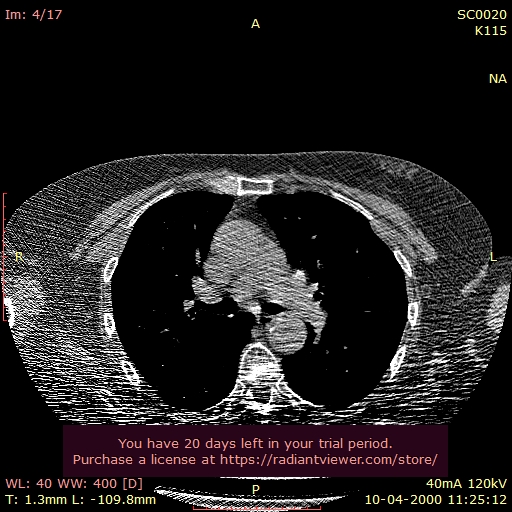 Im: 4/17
SC0020
K115
A
NA
R
L
You have 20 days left in your trial period.
Purchase a license at https://radiantviewer.com/store/
WL: 40 WW: 400 [D]
T: 1.3mm L: -109.8mm
P
40mA 120kV
10-04-2000 11:25:12